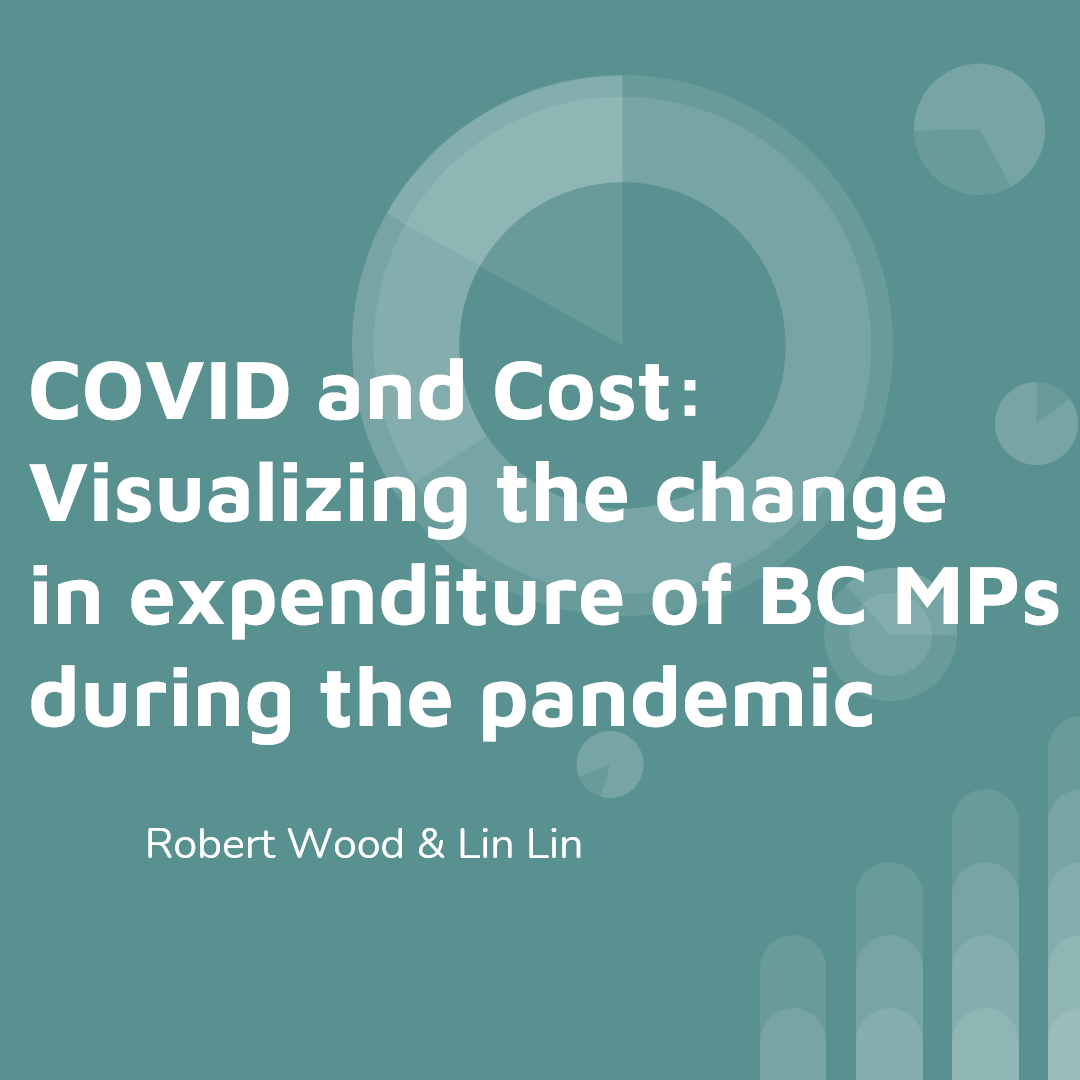 COVID and Cost:
Visualizing the change
in expenditure of BC MPs
during the pandemic
Robert Wood & Lin Lin